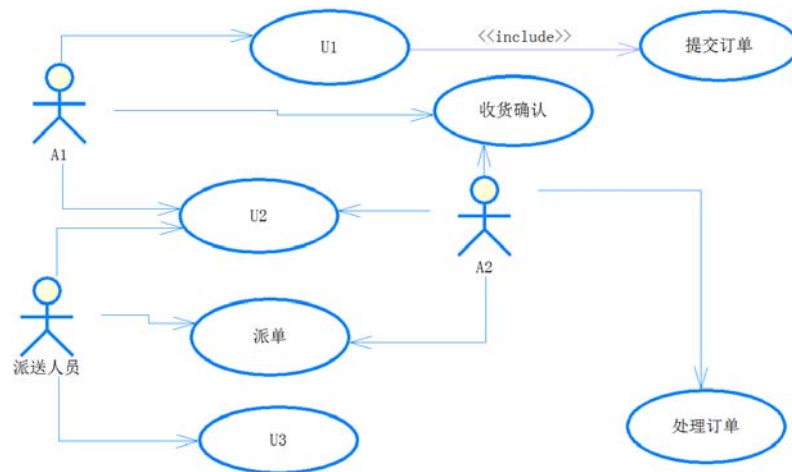 U1
<<include>>
提交订单
收货确认
A1
U2
A2
派单
派送人员
U3
处理订单